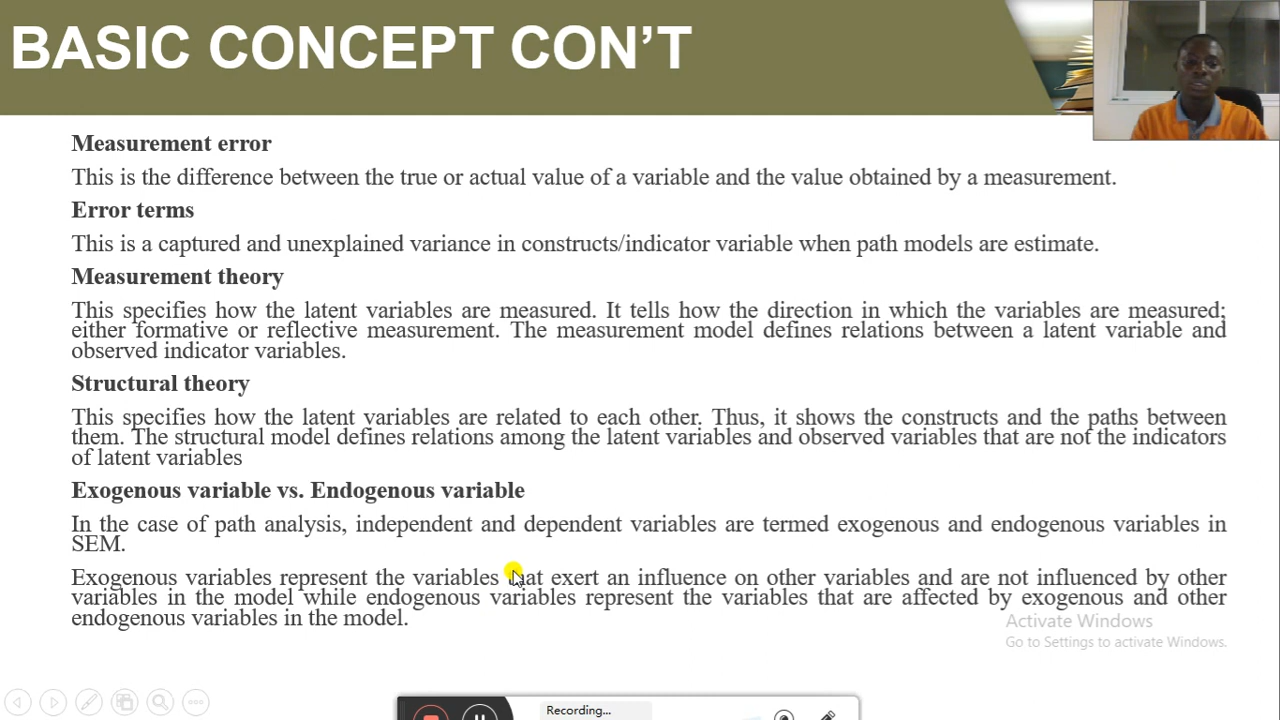 BASIC CONCEPT CON’T
Measurement error
This is the difference between the true or actual value of a variable and the value obtained by a measurement.
Error terms
This is a captured and unexplained variance in constructs/indicator variable when path models are estimate.
Measurement theory
This specifies how the latent variables are measured. It tells how the direction in which the variables are measured;
either formative or reflective measurement. The measurement model defines relations between a latent variable and
observed indicator variables.
Structural theory
This specifies how the latent variables are related to each other. Thus, it shows the constructs and the paths between
them. The structural model defines relations among the latent variables and observed variables that are not the indicators
of latent variables
Exogenous variable vs. Endogenous variable
In the case of path analysis, independent and dependent variables are termed exogenous and endogenous variables in
SEM.
Exogenous variables represent the variables that exert an influence on other variables and are not influenced by other
variables in the model while endogenous variables represent the variables that are affected by exogenous and other
endogenous variables in the model.
Activate Windows
Go to Settings to activate Windows.
Recording...